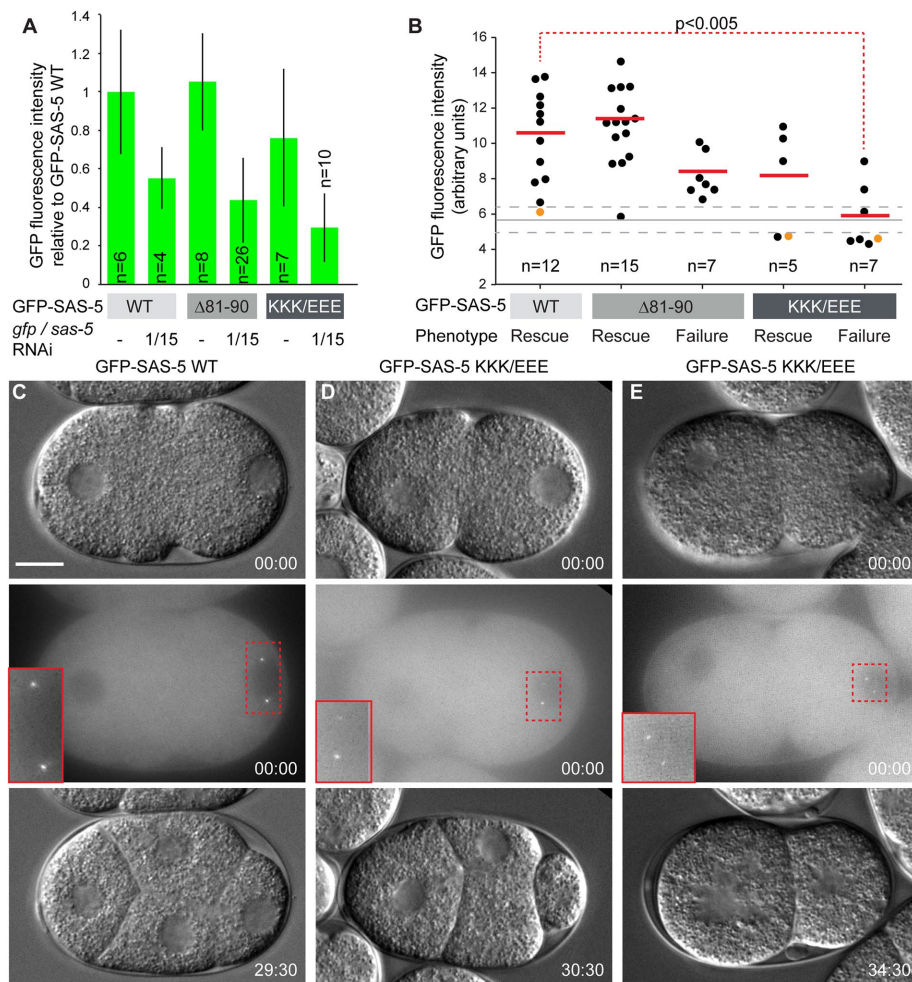 A
GFP fluorescence intensity
relative to GFP-SAS-5 WT
1.4
1.2
1
0.8
0.6
0.4
0.2
0
n=6
n=4
n=8
n=26
n=7
n=10
GFP-SAS-5 WT Δ81-90 KKK/EEE
gfp / sas-5
RNAi
- 1/15 - 1/15 - 1/15
B
p<0.005
GFP fluorescence intensity
(arbitrary units)
16
14
12
10
8
6
4
2
n=12 n=15 n=7 n=5 n=7
GFP-SAS-5 WT Δ81-90 KKK/EEE
Phenotype Rescue Rescue Failure Rescue Failure
GFP-SAS-5 WT GFP-SAS-5 KKK/EEE GFP-SAS-5 KKK/EEE
C D E
00:00 00:00 00:00
00:00 00:00 00:00
29:30 30:30 34:30